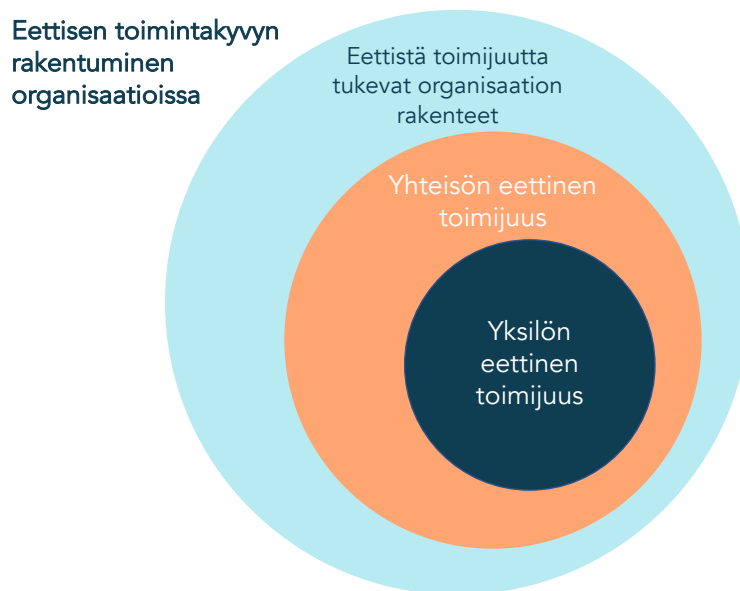 Eettisen toimintakyvyn
rakentuminen
organisaatioissa
Eettistä toimijuutta
tukevat organisaation
rakenteet
Yhteisön eettinen
toimijuus
Yksilön
eettinen
toimijuus